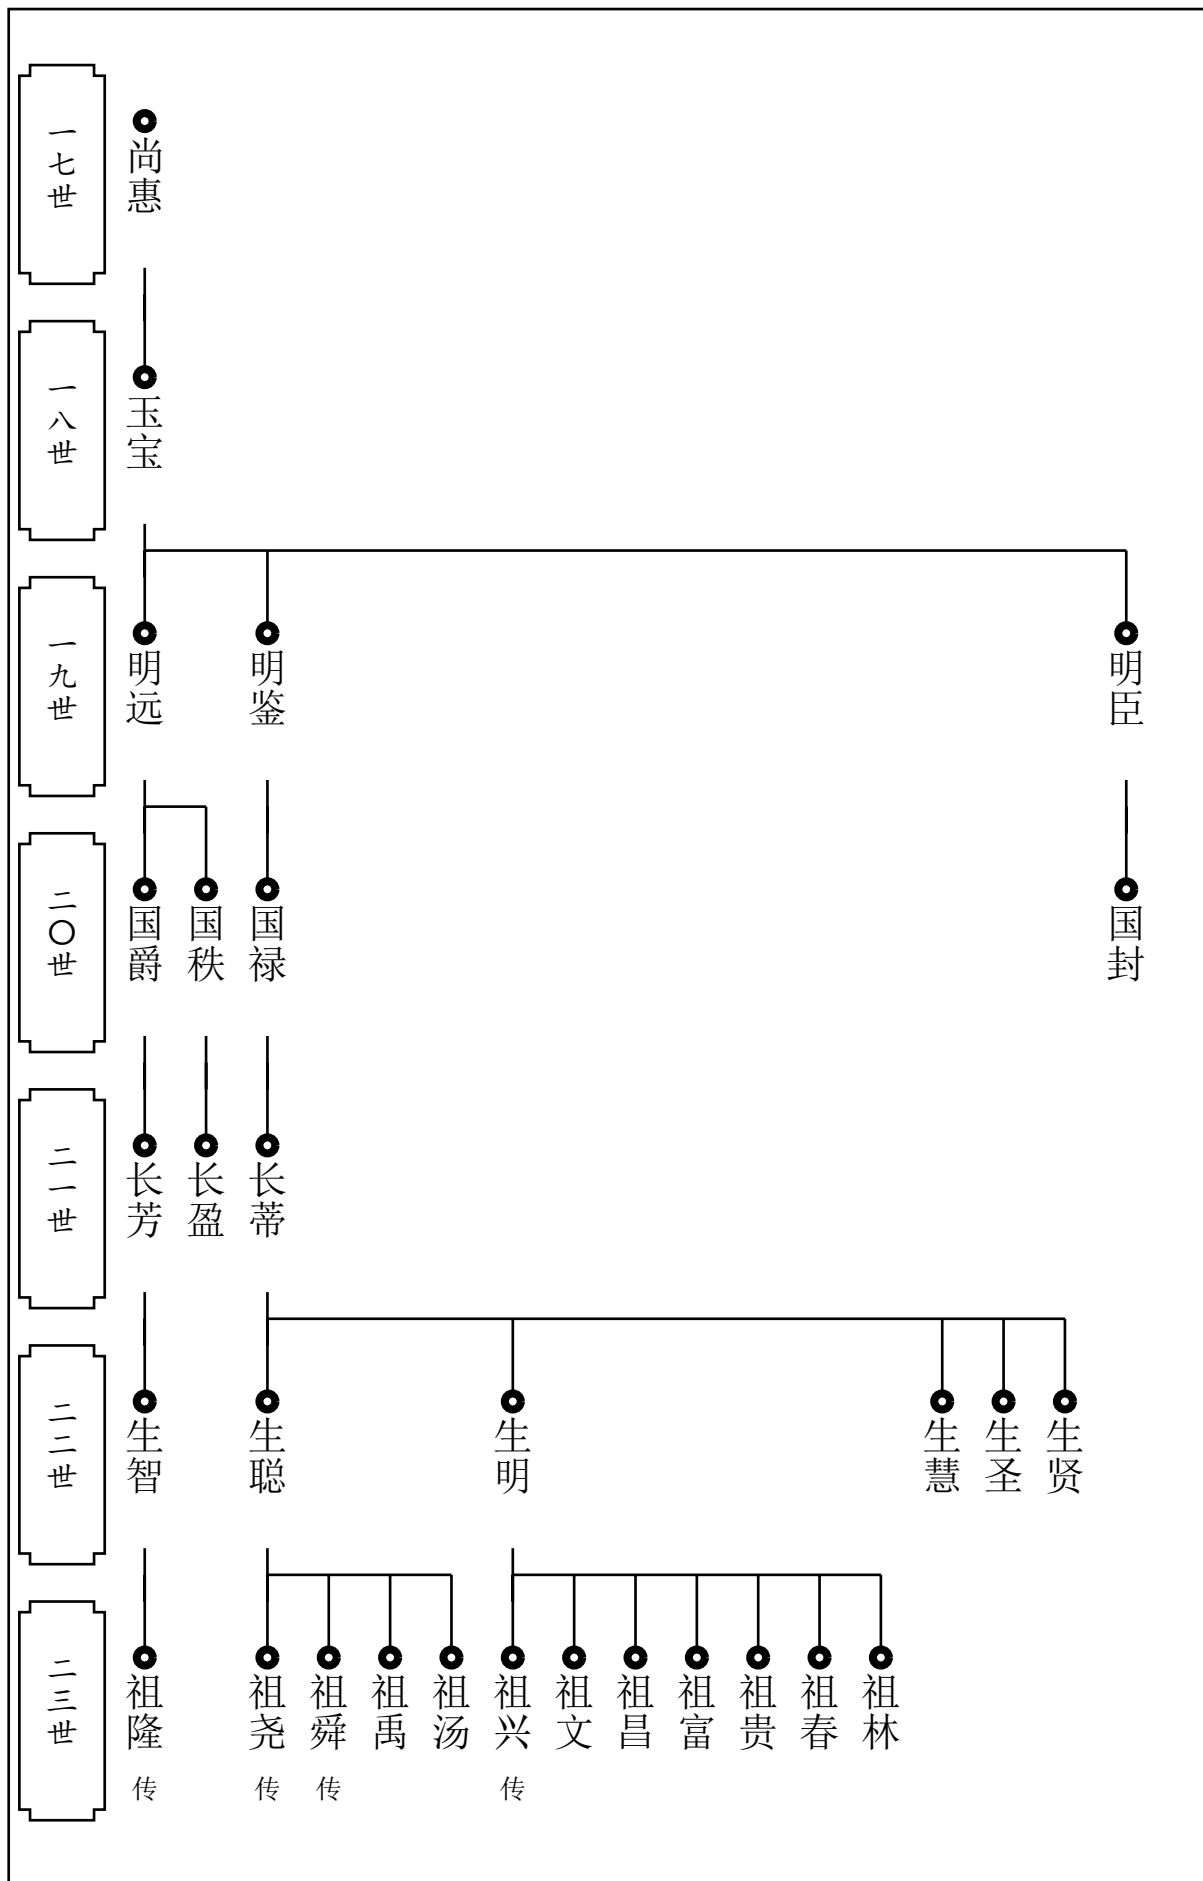 一七世
尚惠
一八世
玉宝
一九世
明远
明鉴
明臣
二〇世
国爵
国秩
国禄
国封
二一世
长芳
长盈
长蒂
二二世
生智
生聪
生明
生慧
生圣
生贤
二三世
祖隆
传
祖尧
传
祖舜
传
祖禹
祖汤
祖兴
传
祖文
祖昌
祖富
祖贵
祖春
祖林